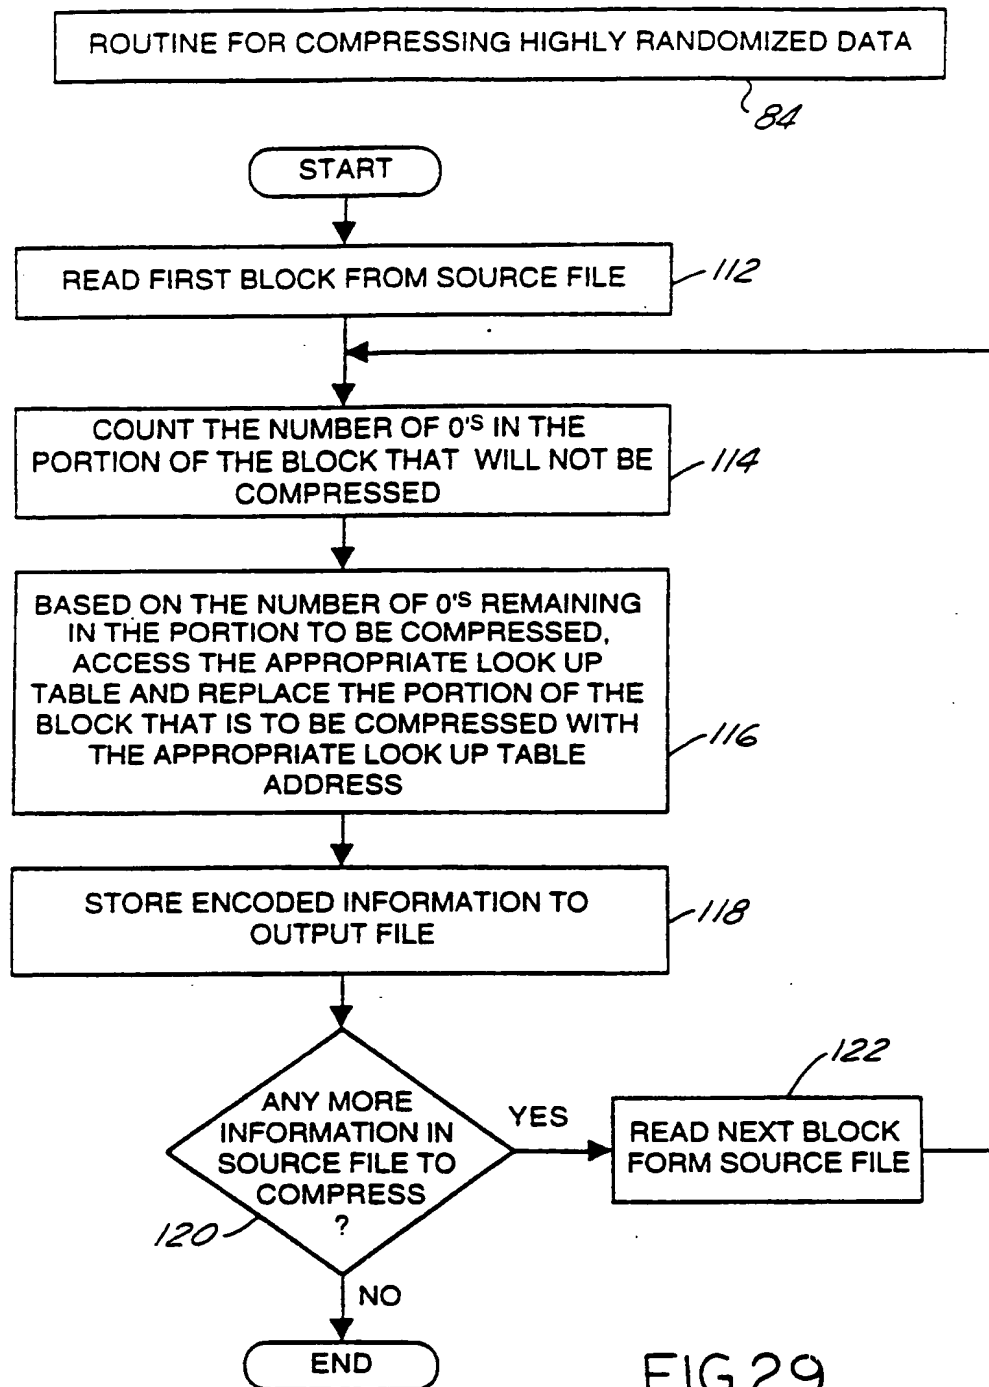 ROUTINE FOR COMPRESSING HIGHLY RANDOMIZED DATA
84
START
READ FIRST BLOCK FROM SOURCE FILE
112
COUNT THE NUMBER OF 0'S IN THE
PORTION OF THE BLOCK THAT WILL NOT BE
COMPRESSED
114
BASED ON THE NUMBER OF 0'S REMAINING
IN THE PORTION TO BE COMPRESSED,
ACCESS THE APPROPRIATE LOOK UP
TABLE AND REPLACE THE PORTION OF THE
BLOCK THAT IS TO BE COMPRESSED WITH
THE APPROPRIATE LOOK UP TABLE
ADDRESS
116
STORE ENCODED INFORMATION TO
OUTPUT FILE
118
ANY MORE
INFORMATION IN
SOURCE FILE TO
COMPRESS
?
120
YES
122
READ NEXT BLOCK
FORM SOURCE FILE
NO
END
FIG.29